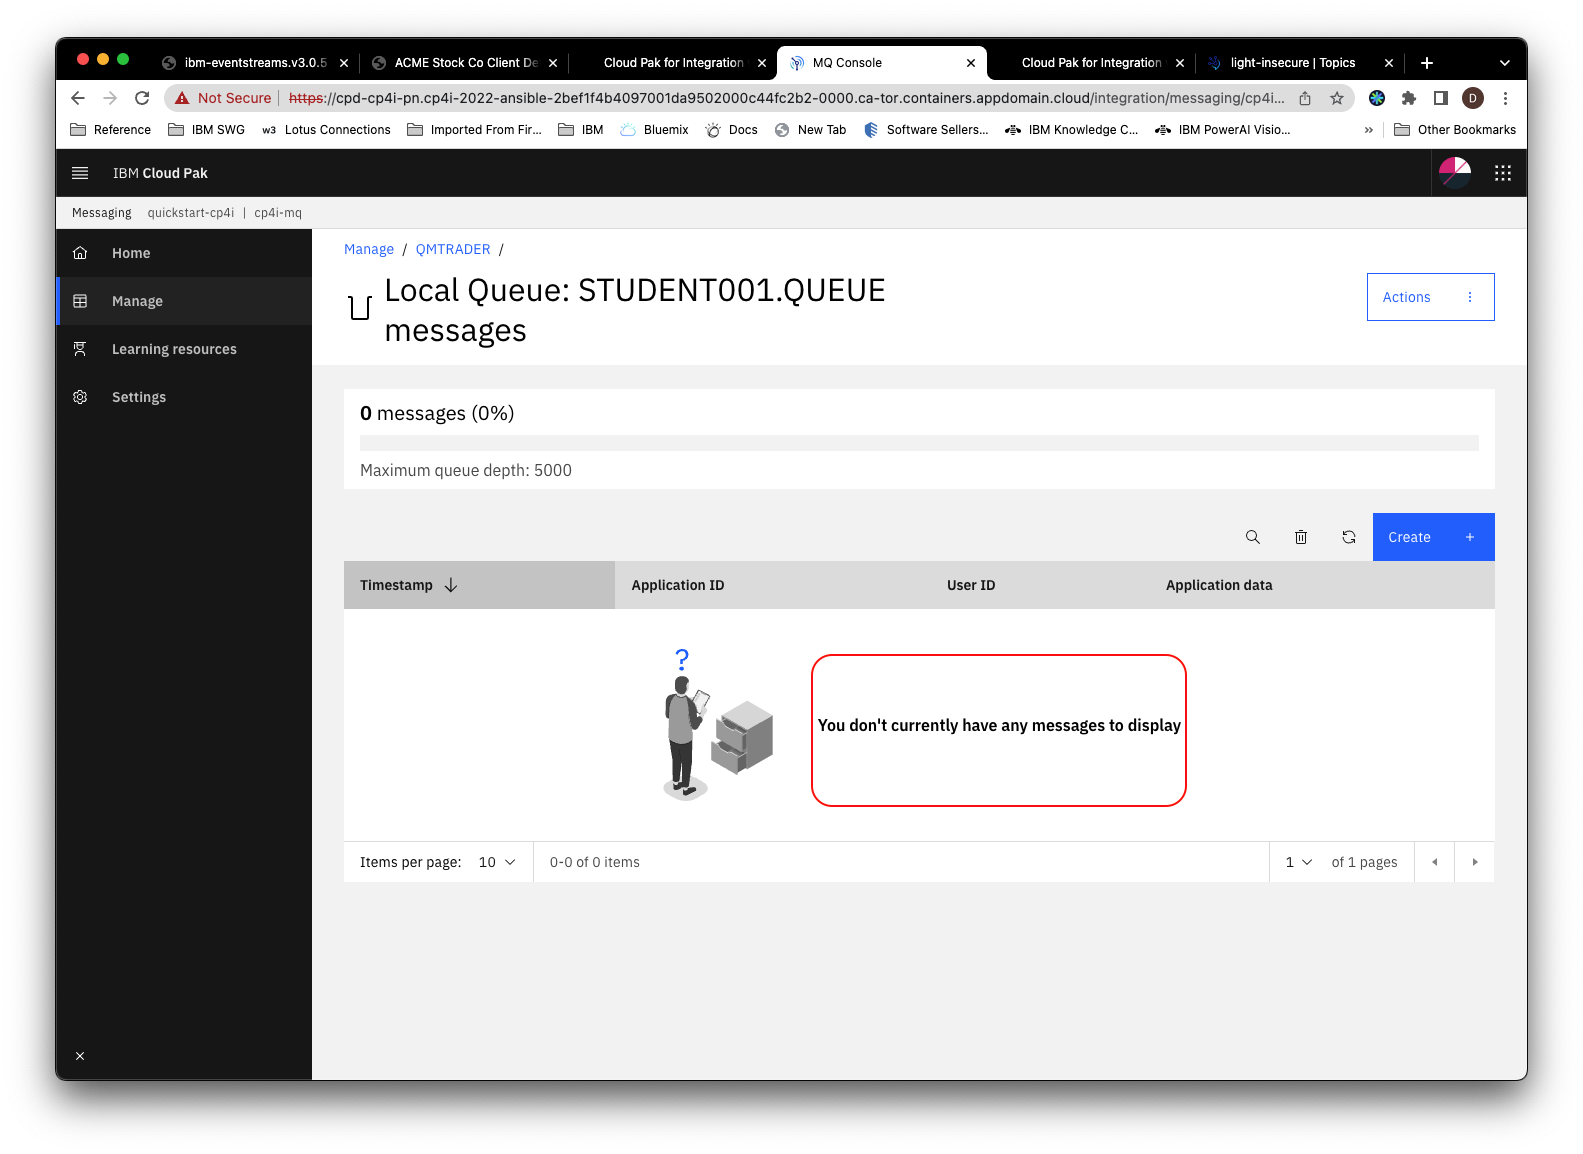 ibm-eventstreams.v3.0.5
ACME Stock Co Client De
Cloud Pak for Integration
MQ Console
Cloud Pak for Integration
light-insecure | Topics
Not Secure
https://cpd-cp4i-pn.cp4i-2022-ansible-2bef1f4b4097001da9502000c44fc2b2-0000.ca-tor.containers.appdomain.cloud/integration/messaging/cp4i...
D
Reference
IBM SWG
w3 Lotus Connections
Imported From Fir...
IBM
Bluemix
Docs
New Tab
Software Sellers...
IBM Knowledge C...
IBM PowerAI Visio...
»
Other Bookmarks
IBM Cloud Pak
Messaging quickstart-cp4i | cp4i-mq
Home
Manage
Learning resources
Settings
Manage / QMTRADER /
Local Queue: STUDENT001.QUEUE
messages
Actions
0 messages (0%)
Maximum queue depth: 5000
Create +
Timestamp Application ID User ID Application data
?
You don't currently have any messages to display
Items per page: 10 0-0 of 0 items 1 of 1 pages